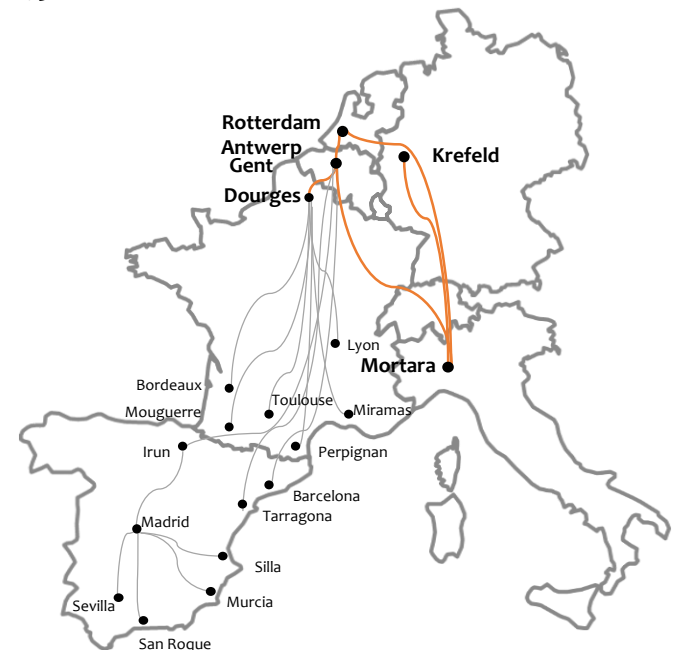 Rotterdam
Antwerp
Gent
Krefeld
Dourges
Lyon
Mortara
Bordeaux
Toulouse
Mouguerre
Miramas
Irun
Perpignan
Barcelona
Tarragona
Madrid
Silla
Sevilla
Murcia
San Roque